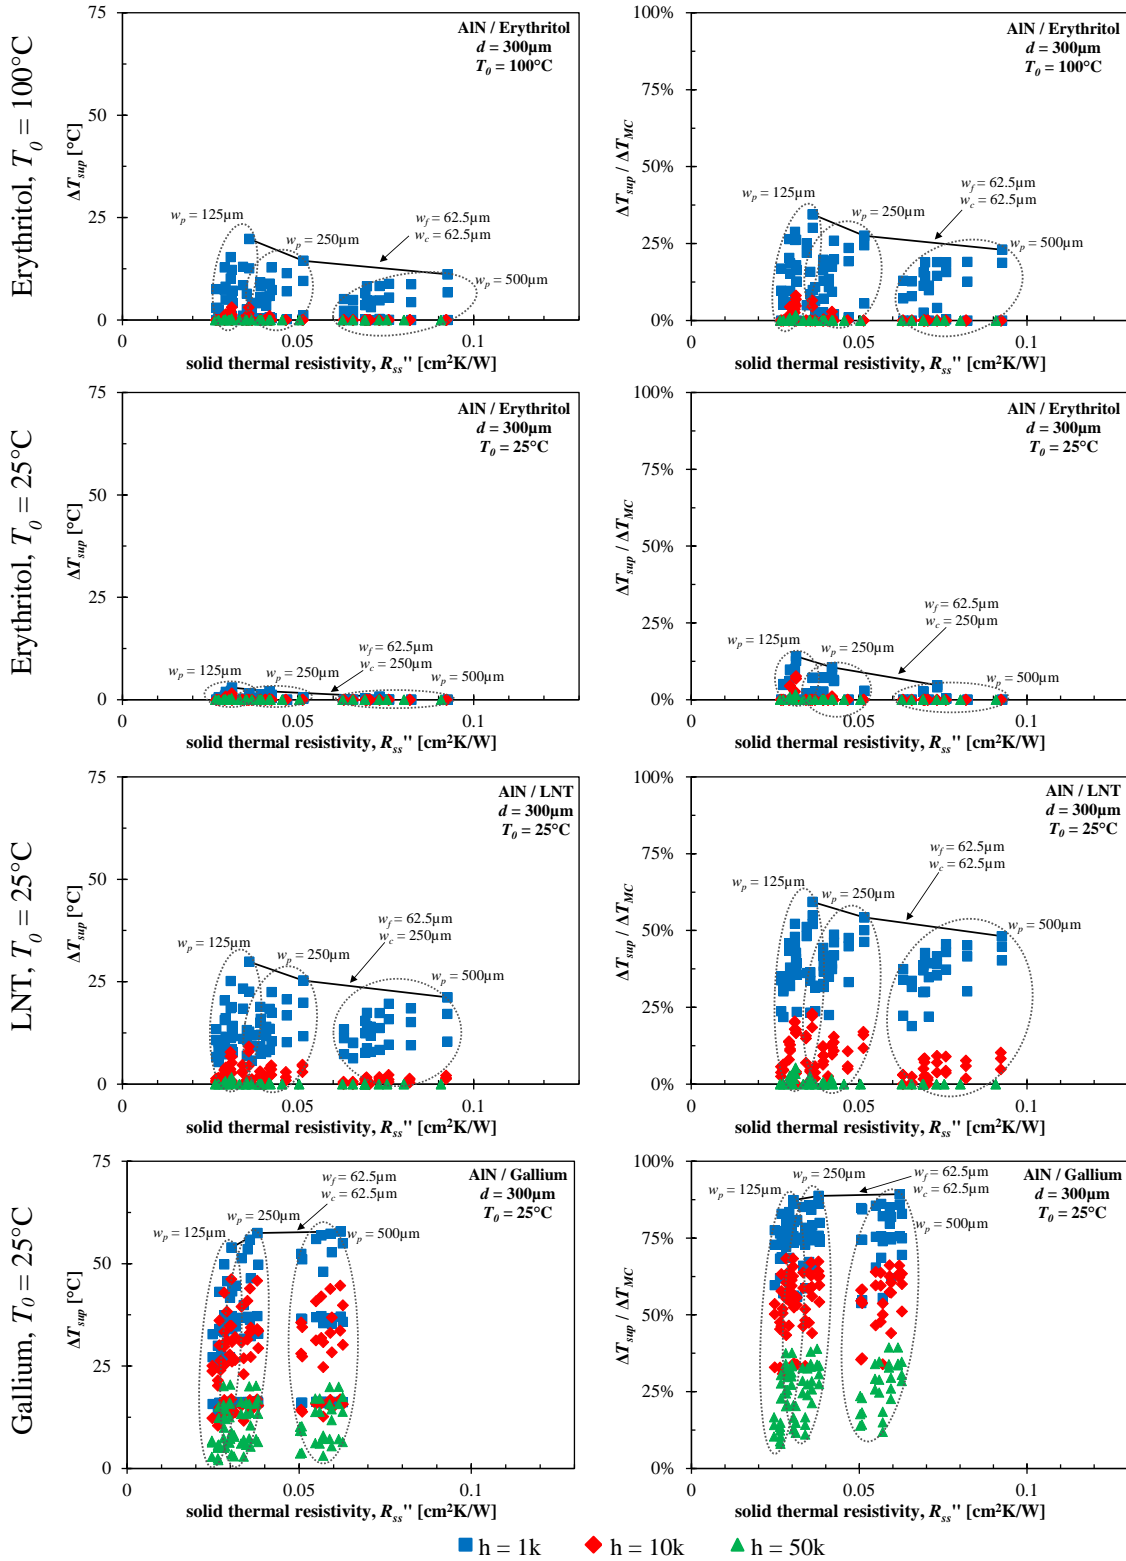 Erythritol, T0 = 100°C
75
50
25
0
ΔTsup [°C]
AlN / Erythritol
d = 300µm
T0 = 100°C
wp = 125µm
wp = 250µm
wf = 62.5µm
wc = 62.5µm
wp = 500µm
0
0.05
0.1
solid thermal resistivity, Rss" [cm²K/W]
100%
75%
50%
25%
0%
ΔTsup / ΔTMC
AlN / Erythritol
d = 300µm
T0 = 100°C
wp = 125µm
wp = 250µm
wf = 62.5µm
wc = 62.5µm
wp = 500µm
0
0.05
0.1
solid thermal resistivity, Rss" [cm²K/W]
Erythritol, T0 = 25°C
75
50
25
0
ΔTsup [°C]
AlN / Erythritol
d = 300µm
T0 = 25°C
wp = 125µm
wp = 250µm
wf = 62.5µm
wc = 250µm
wp = 500µm
0
0.05
0.1
solid thermal resistivity, Rss" [cm²K/W]
100%
75%
50%
25%
0%
ΔTsup / ΔTMC
AlN / Erythritol
d = 300µm
T0 = 25°C
wp = 125µm
wp = 250µm
wf = 62.5µm
wc = 250µm
wp = 500µm
0
0.05
0.1
solid thermal resistivity, Rss" [cm²K/W]
LNT, T0 = 25°C
75
50
25
0
ΔTsup [°C]
AlN / LNT
d = 300µm
T0 = 25°C
wp = 125µm
wp = 250µm
wf = 62.5µm
wc = 250µm
wp = 500µm
0
0.05
0.1
solid thermal resistivity, Rss" [cm²K/W]
100%
75%
50%
25%
0%
ΔTsup / ΔTMC
AlN / LNT
d = 300µm
T0 = 25°C
wp = 125µm
wp = 250µm
wf = 62.5µm
wc = 62.5µm
wp = 500µm
0
0.05
0.1
solid thermal resistivity, Rss" [cm²K/W]
Gallium, T0 = 25°C
75
50
25
0
ΔTsup [°C]
AlN / Gallium
d = 300µm
T0 = 25°C
wp = 125µm
wp = 250µm
wf = 62.5µm
wc = 62.5µm
wp = 500µm
0
0.05
0.1
solid thermal resistivity, Rss" [cm²K/W]
100%
75%
50%
25%
0%
ΔTsup / ΔTMC
AlN / Gallium
d = 300µm
T0 = 25°C
wp = 125µm
wp = 250µm
wf = 62.5µm
wc = 62.5µm
wp = 500µm
0
0.05
0.1
solid thermal resistivity, Rss" [cm²K/W]
h = 1k
h = 10k
h = 50k